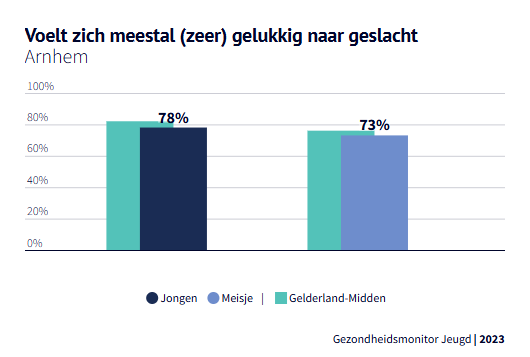 Voelt zich meestal (zeer) gelukkig naar geslacht
Arnhem
100%
80%
60%
40%
20%
0%
78%
73%
Jongen Meisje | Gelderland-Midden
Gezondheidsmonitor Jeugd | 2023